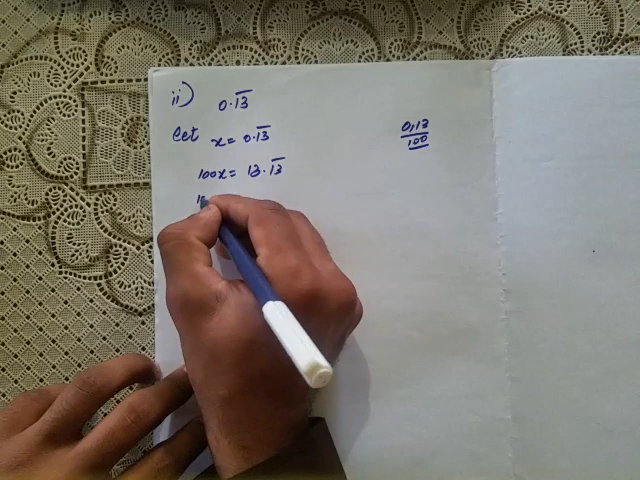 ii) 0.1̅3̅
Let x = 0.1̅3̅
100x = 13.1̅3̅
0.13
100